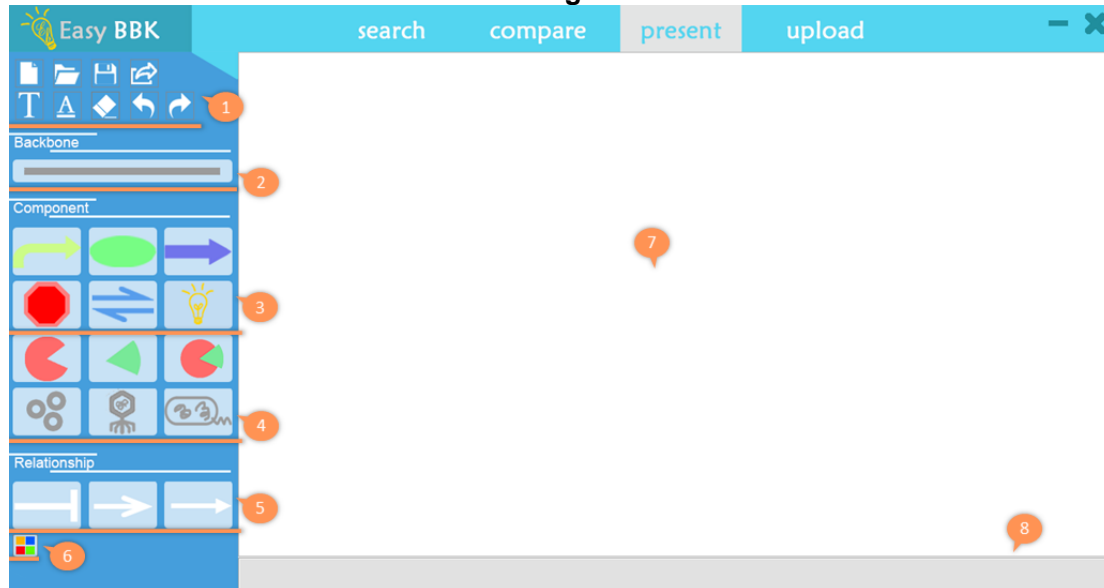 Easy BBK
search
compare
present
upload
T A
1
Backbone
2
Component
7
3
4
Relationship
5
8
6